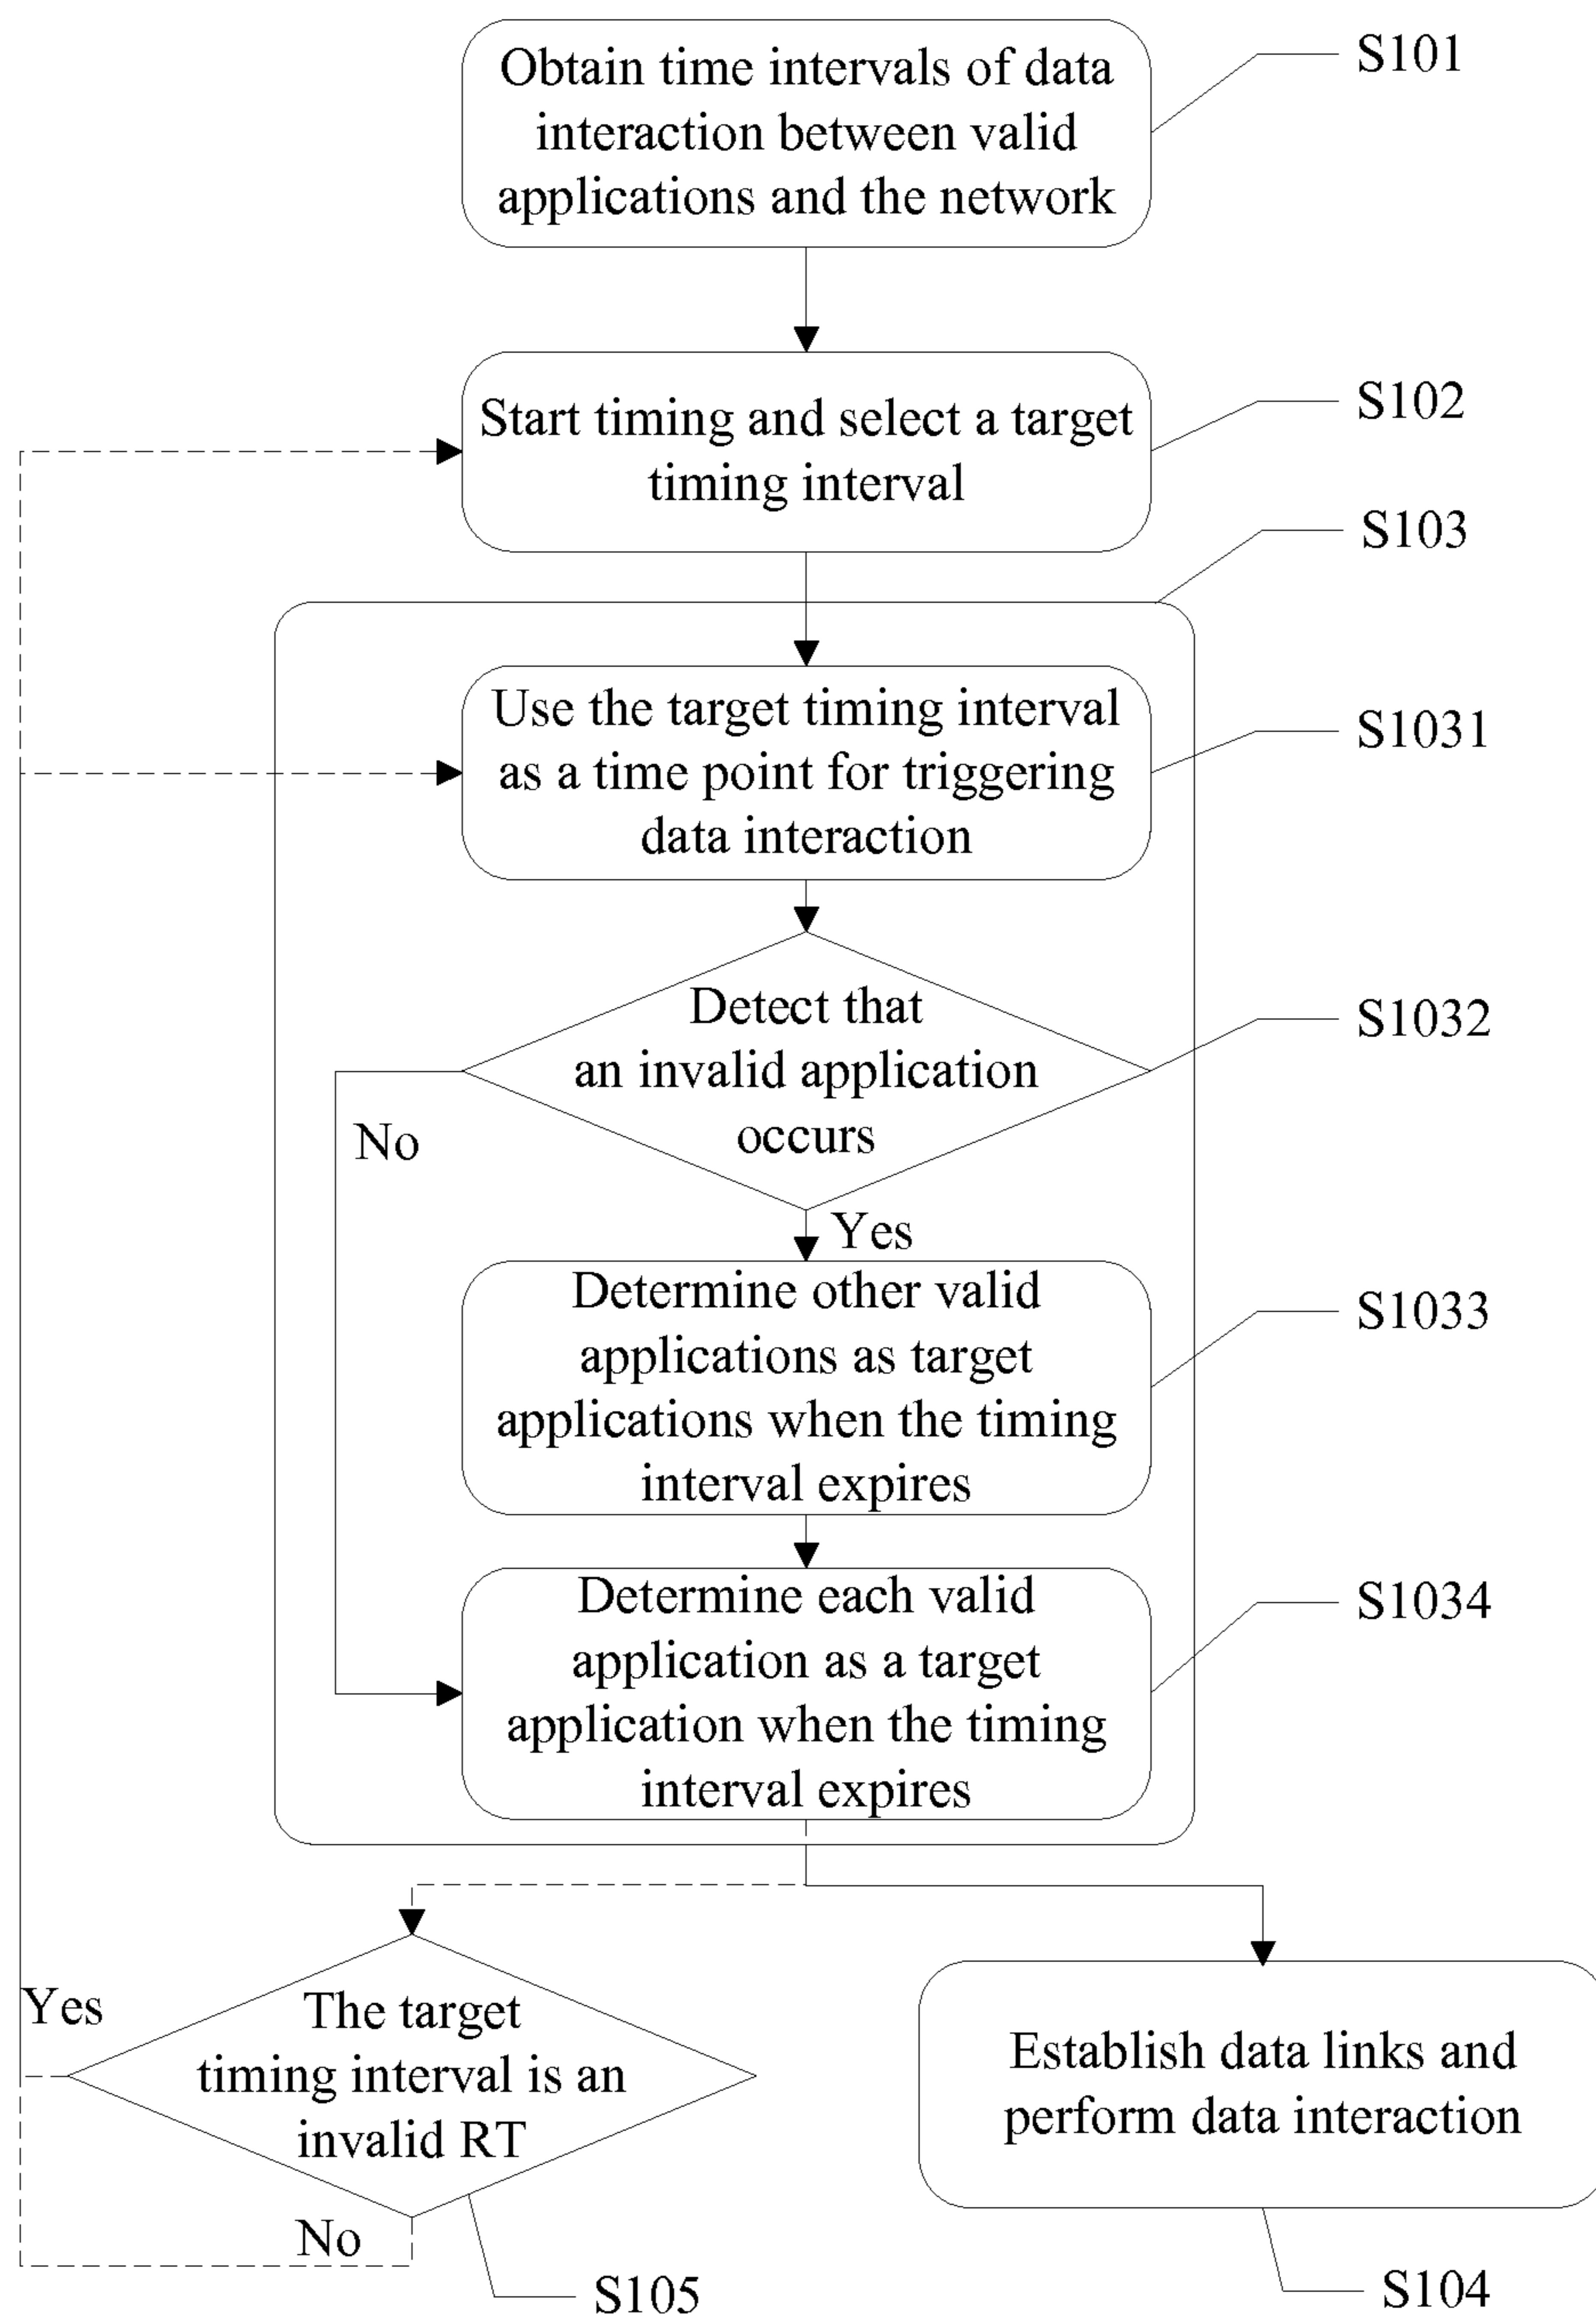 Obtain time intervals of data
interaction between valid
applications and the network
S101
Start timing and select a target
timing interval
S102
S103
Use the target timing interval
as a time point for triggering
data interaction
S1031
Detect that
an invalid application
occurs
S1032
No
Yes
Determine other valid
applications as target
applications when the timing
interval expires
S1033
Determine each valid
application as a target
application when the timing
interval expires
S1034
Yes
The target
timing interval is an
invalid RT
No
S105
Establish data links and
perform data interaction
S104